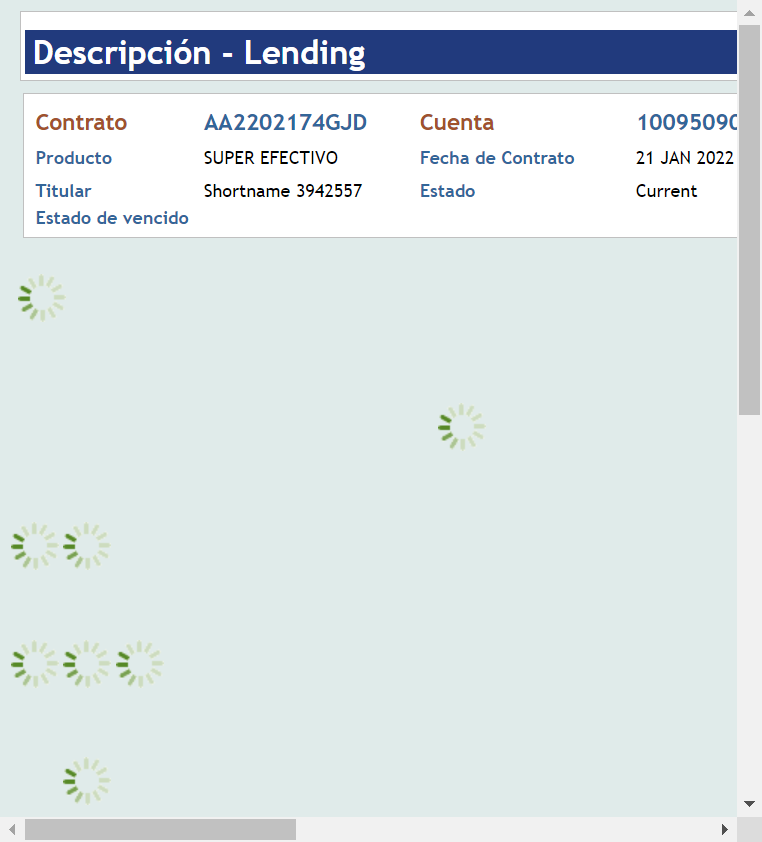 Descripción - Lending
Contrato AA2202174GJD Cuenta 10095090
Producto SUPER EFECTIVO Fecha de Contrato 21 JAN 2022
Titular Shortname 3942557 Estado Current
Estado de vencido